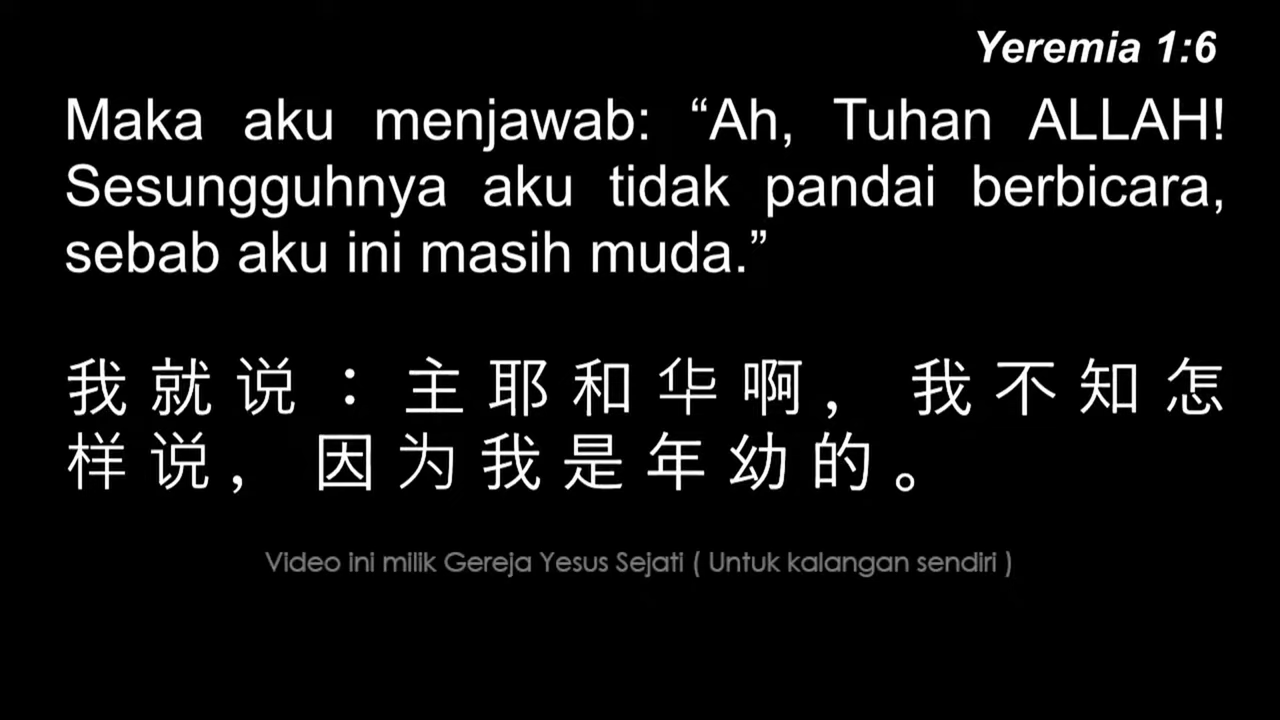 Yeremia 1:6
Maka aku menjawab: “Ah, Tuhan ALLAH!
Sesungguhnya aku tidak pandai berbicara,
sebab aku ini masih muda.”
我就说：主耶和华啊，我不知怎
样说，因为我是年幼的。
Video ini milik Gereja Yesus Sejati ( Untuk kalangan sendiri )